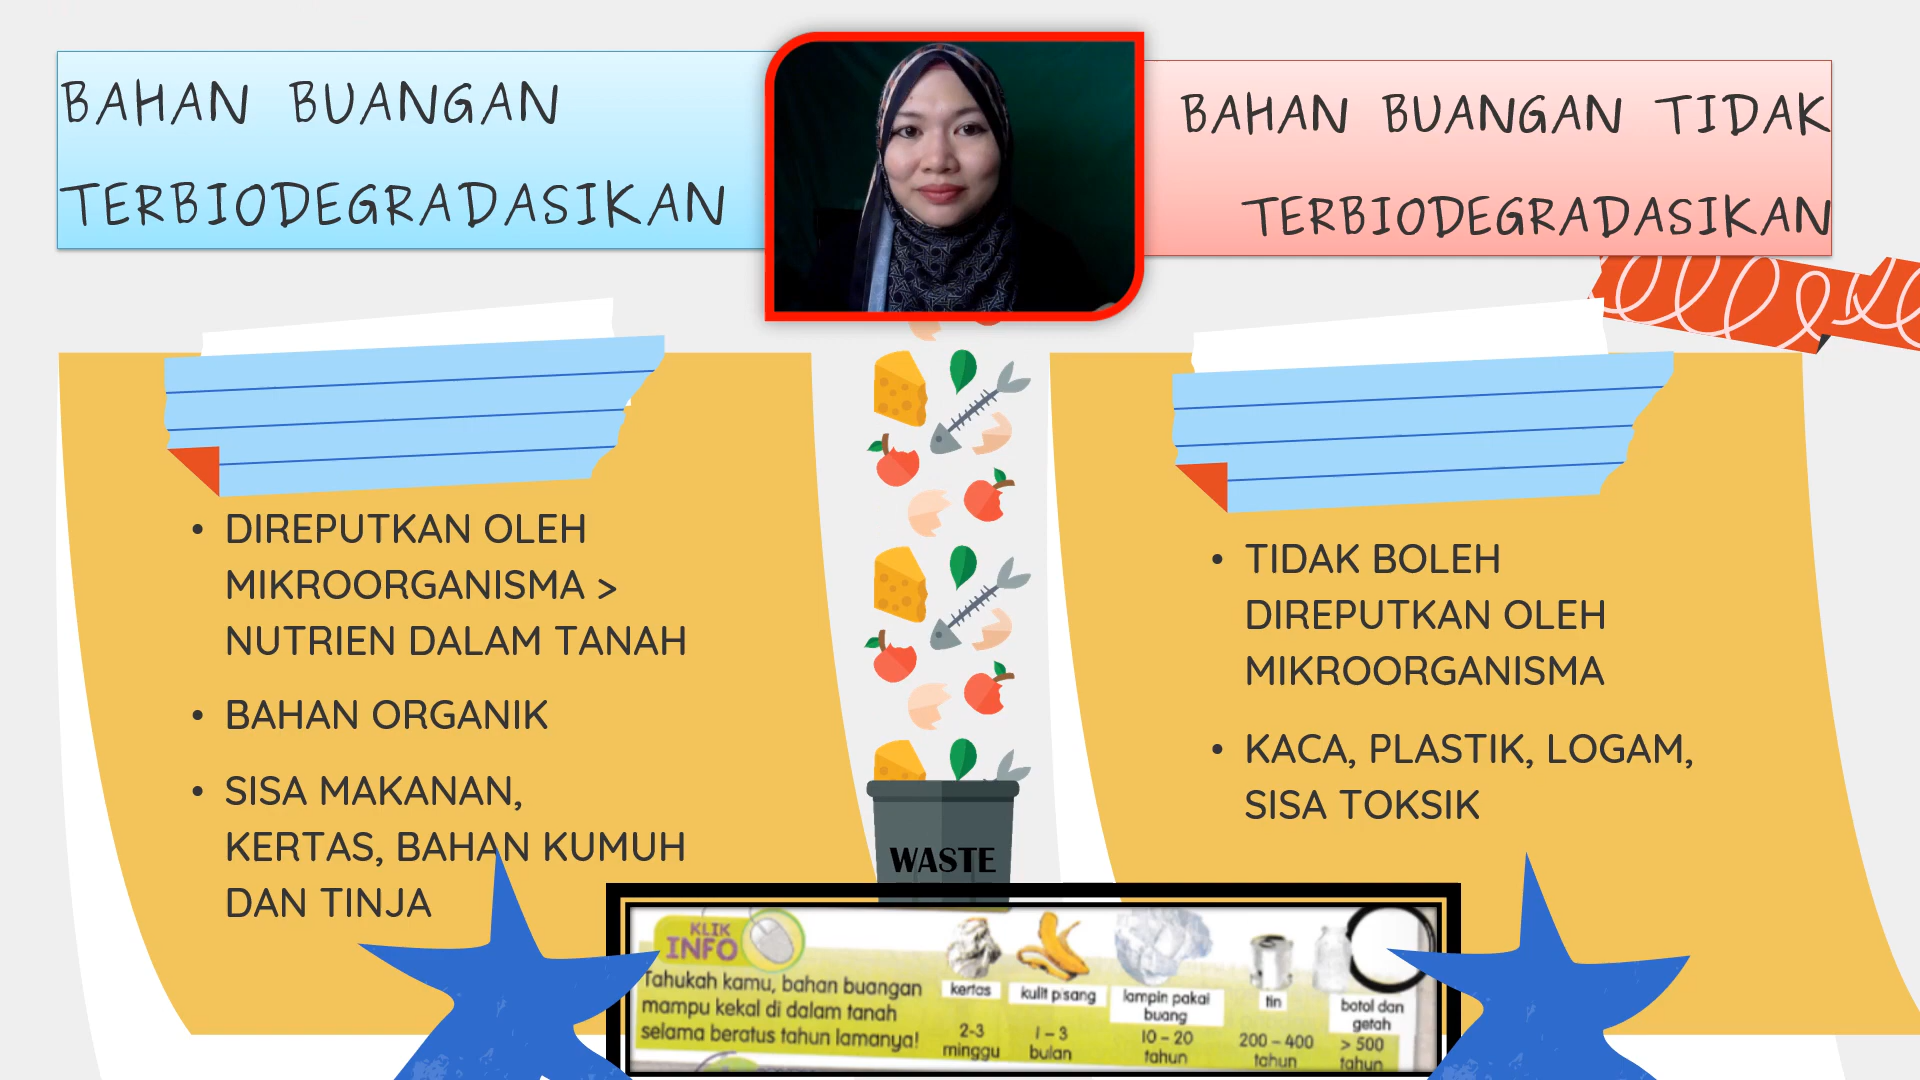 BAHAN BUANGAN
TERBIODEGRADASIKAN
BAHAN BUANGAN TIDAK
TERBIODEGRADASIKAN
• DIREPUTKAN OLEH
MIKROORGANISMA >
NUTRIEN DALAM TANAH
• BAHAN ORGANIK
• SISA MAKANAN,
KERTAS, BAHAN KUMUH
DAN TINJA
• TIDAK BOLEH
DIREPUTKAN OLEH
MIKROORGANISMA
• KACA, PLASTIK, LOGAM,
SISA TOKSIK
WASTE
KLIK
INFO
Tahukah kamu, bahan buangan
mampu kekal di dalam tanah
selama beratus tahun lamanya!
kertas
2-3
minggu
kulit pisang
1 – 3
bulan
lampin pakai
buang
10 – 20
tahun
tin
200 – 400
tahun
botol dan
getah
> 500
tahun